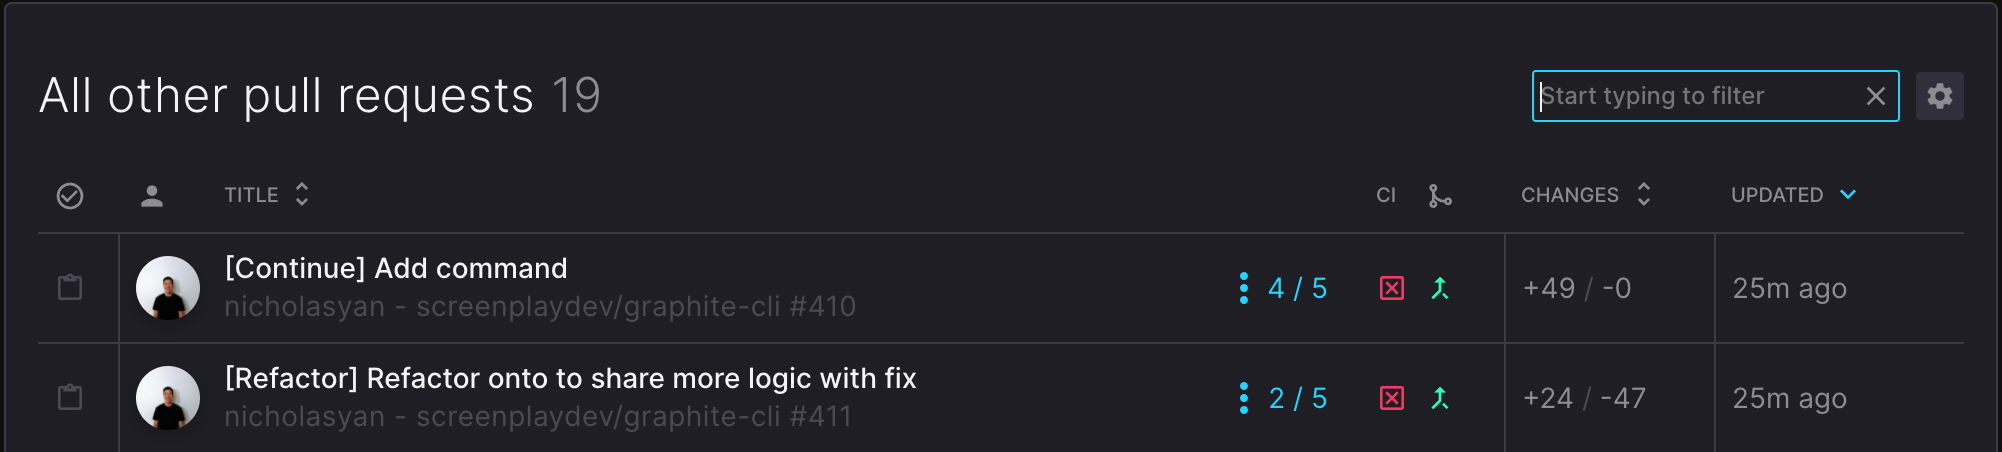 All other pull requests 19
Start typing to filter
TITLE CI CHANGES UPDATED
[Continue] Add command
nicholasyan - screenplaydev/graphite-cli #410
4 / 5
+49 / -0
25m ago
[Refactor] Refactor onto to share more logic with fix
nicholasyan - screenplaydev/graphite-cli #411
2 / 5
+24 / -47
25m ago